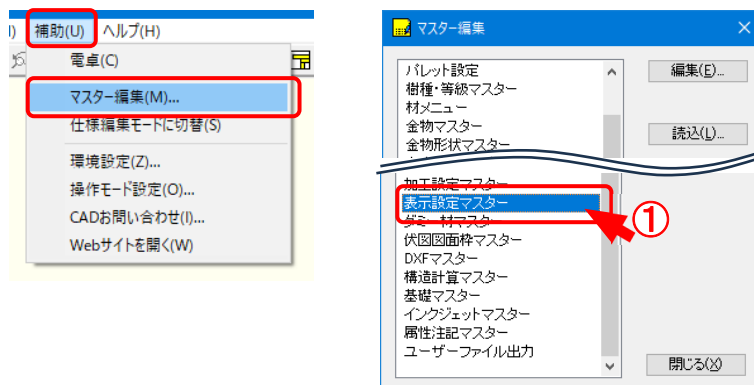 補助(U) ヘルプ(H)
電卓(C)
マスター編集(M)...
仕様編集モードに切替(S)
環境設定(Z)...
操作モード設定(O)...
CADお問い合わせ(I)...
Webサイトを開く(W)
マスター編集
パレット設定
樹種・等級マスター
材メニュー
金物マスター
金物形状マスター
加工設定マスター
表示設定マスター
ダミー材マスター
伏図図面枠マスター
DXFマスター
構造計算マスター
基礎マスター
インクジェットマスター
属性注記マスター
ユーザーファイル出力
編集(E)...
読込(L)...
閉じる(X)
①